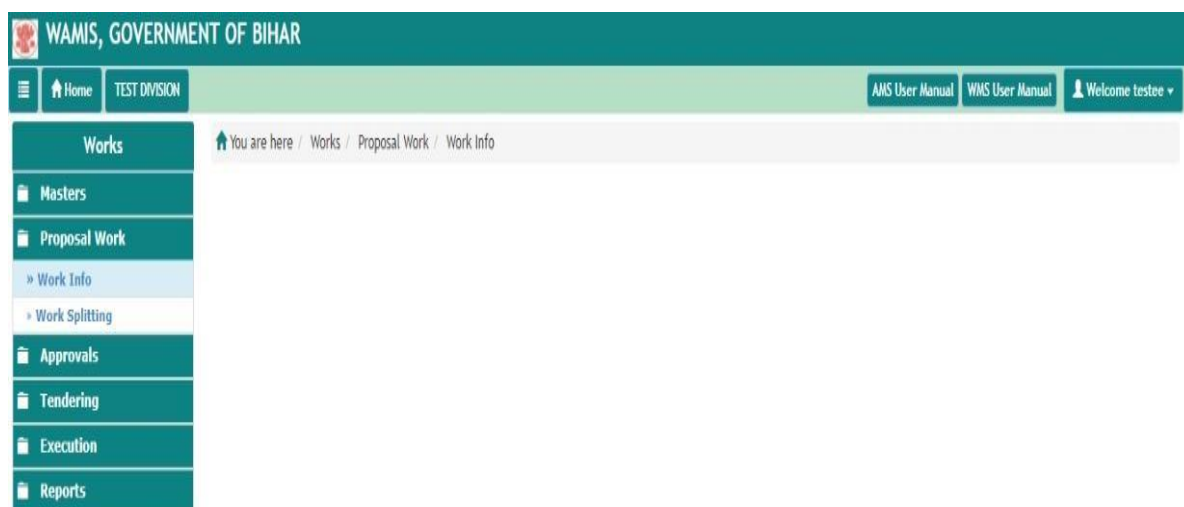 WAMIS, GOVERNMENT OF BIHAR
Home TEST DIVISION AMS User Manual WMS User Manual Welcome testee
Works
You are here / Works / Proposal Work / Work Info
Masters
Proposal Work
» Work Info
» Work Splitting
Approvals
Tendering
Execution
Reports